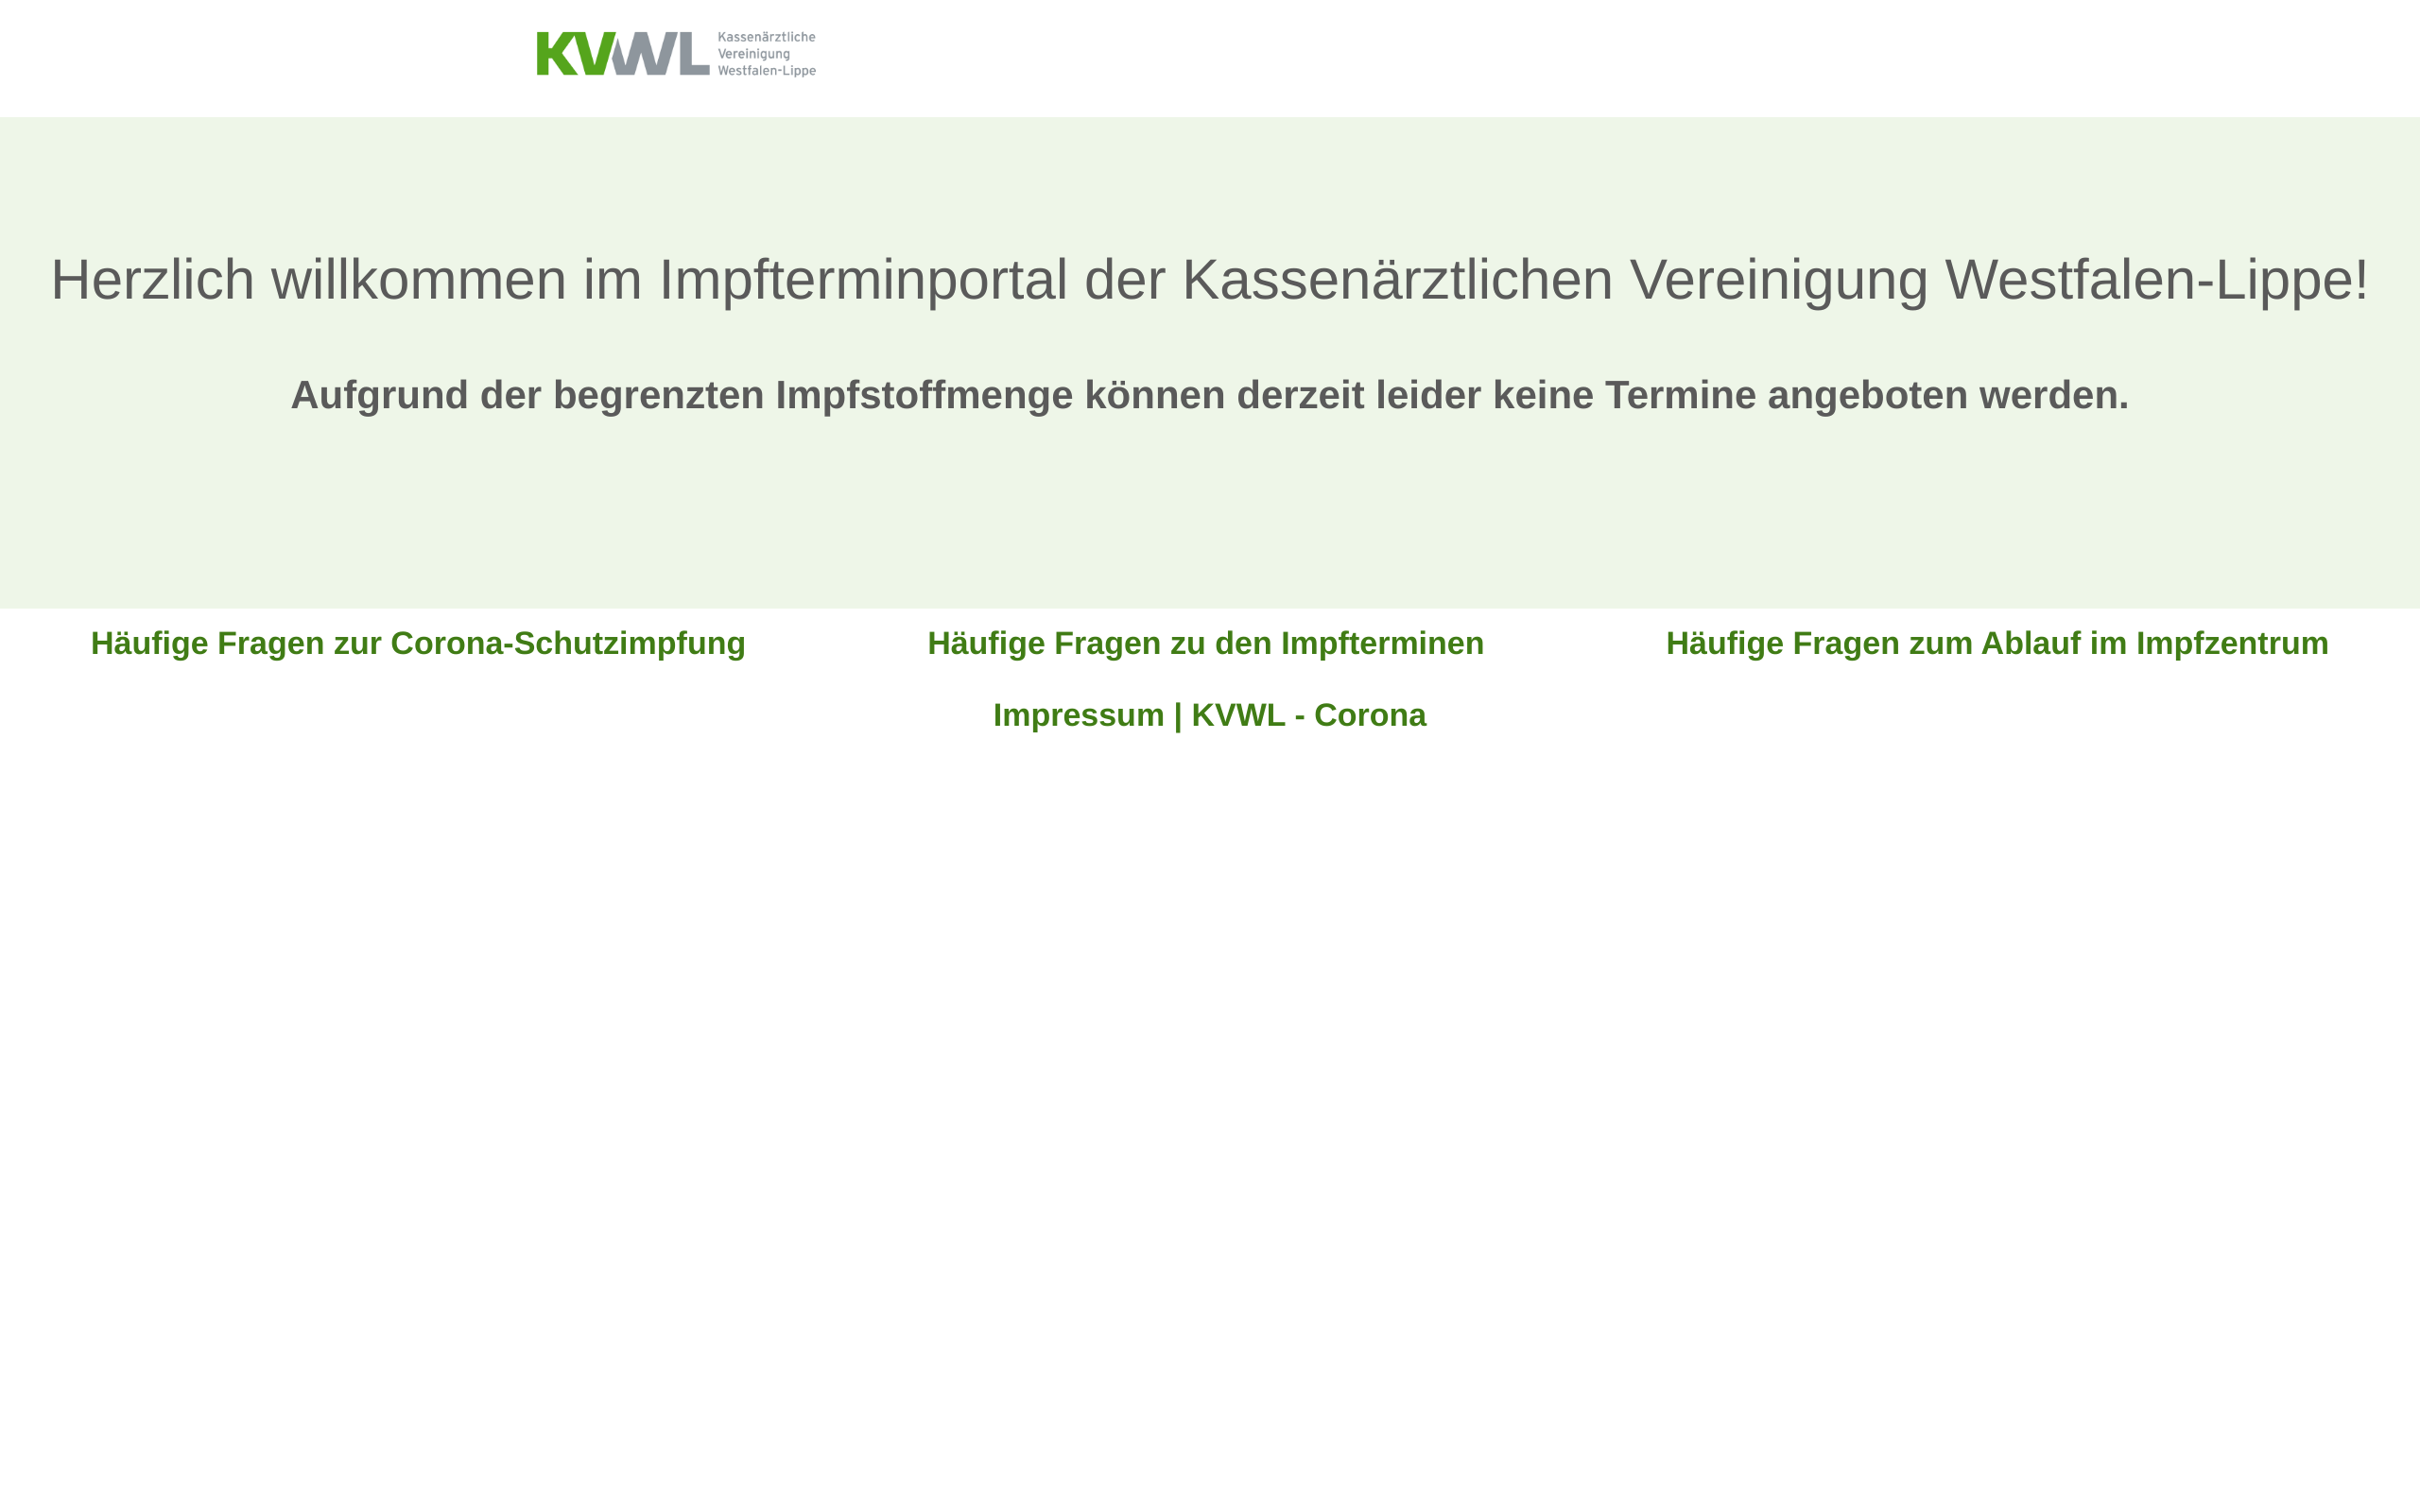 KVWL
Kassenärztliche
Vereinigung
Westfalen-Lippe
Herzlich willkommen im Impfterminportal der Kassenärztlichen Vereinigung Westfalen-Lippe!
Aufgrund der begrenzten Impfstoffmenge können derzeit leider keine Termine angeboten werden.
Häufige Fragen zur Corona-Schutzimpfung
Häufige Fragen zu den Impfterminen
Häufige Fragen zum Ablauf im Impfzentrum
Impressum | KVWL - Corona